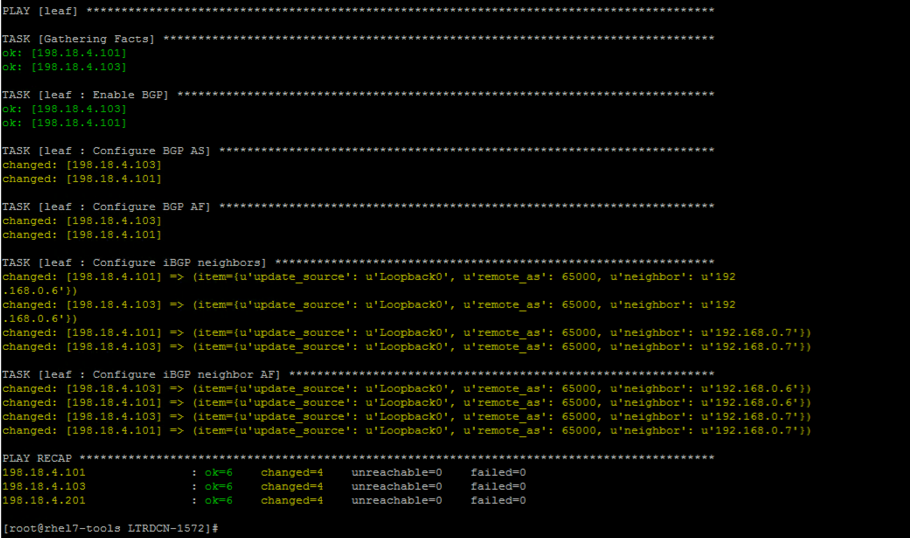 PLAY [leaf] ******************************************************************************************
TASK [Gathering Facts] *******************************************************************************
ok: [198.18.4.101]
ok: [198.18.4.103]
TASK [leaf : Enable BGP] *****************************************************************************
ok: [198.18.4.103]
ok: [198.18.4.101]
TASK [leaf : Configure BGP AS] ***********************************************************************
changed: [198.18.4.103]
changed: [198.18.4.101]
TASK [leaf : Configure BGP AF] ***********************************************************************
changed: [198.18.4.103]
changed: [198.18.4.101]
TASK [leaf : Configure iBGP neighbors] ***************************************************************
changed: [198.18.4.101] => (item={u'update_source': u'Loopback0', u'remote_as': 65000, u'neighbor': u'192
.168.0.6'})
changed: [198.18.4.103] => (item={u'update_source': u'Loopback0', u'remote_as': 65000, u'neighbor': u'192
.168.0.6'})
changed: [198.18.4.101] => (item={u'update_source': u'Loopback0', u'remote_as': 65000, u'neighbor': u'192.168.0.7'})
changed: [198.18.4.103] => (item={u'update_source': u'Loopback0', u'remote_as': 65000, u'neighbor': u'192.168.0.7'})
TASK [leaf : Configure iBGP neighbor AF] *************************************************************
changed: [198.18.4.103] => (item={u'update_source': u'Loopback0', u'remote_as': 65000, u'neighbor': u'192.168.0.6'})
changed: [198.18.4.101] => (item={u'update_source': u'Loopback0', u'remote_as': 65000, u'neighbor': u'192.168.0.6'})
changed: [198.18.4.103] => (item={u'update_source': u'Loopback0', u'remote_as': 65000, u'neighbor': u'192.168.0.7'})
changed: [198.18.4.101] => (item={u'update_source': u'Loopback0', u'remote_as': 65000, u'neighbor': u'192.168.0.7'})
PLAY RECAP *******************************************************************************************
198.18.4.101 : ok=6 changed=4 unreachable=0 failed=0
198.18.4.103 : ok=6 changed=4 unreachable=0 failed=0
198.18.4.201 : ok=6 changed=4 unreachable=0 failed=0
[root@rhel7-tools LTRDCN-1572]#